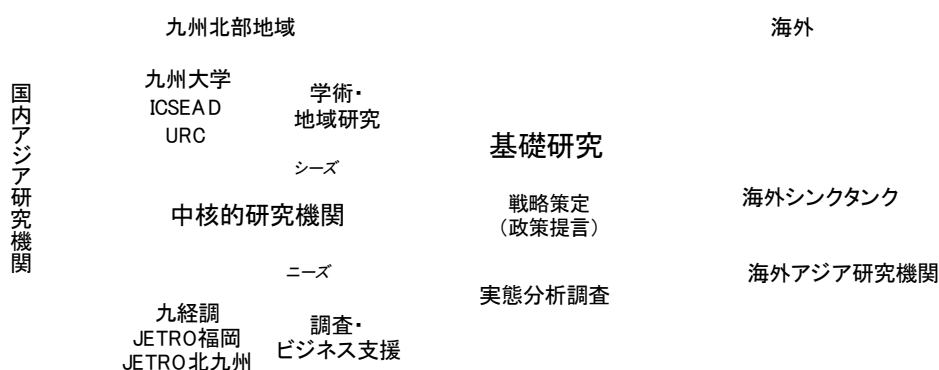 九州北部地域
海外
国内アジア研究機関
九州大学
ICSEAD
URC
学術・
地域研究
シーズ
基礎研究
中核的研究機関
戦略策定
（政策提言）
海外シンクタンク
ニーズ
海外アジア研究機関
実態分析調査
九経調
JETRO福岡
JETRO北九州
調査・
ビジネス支援